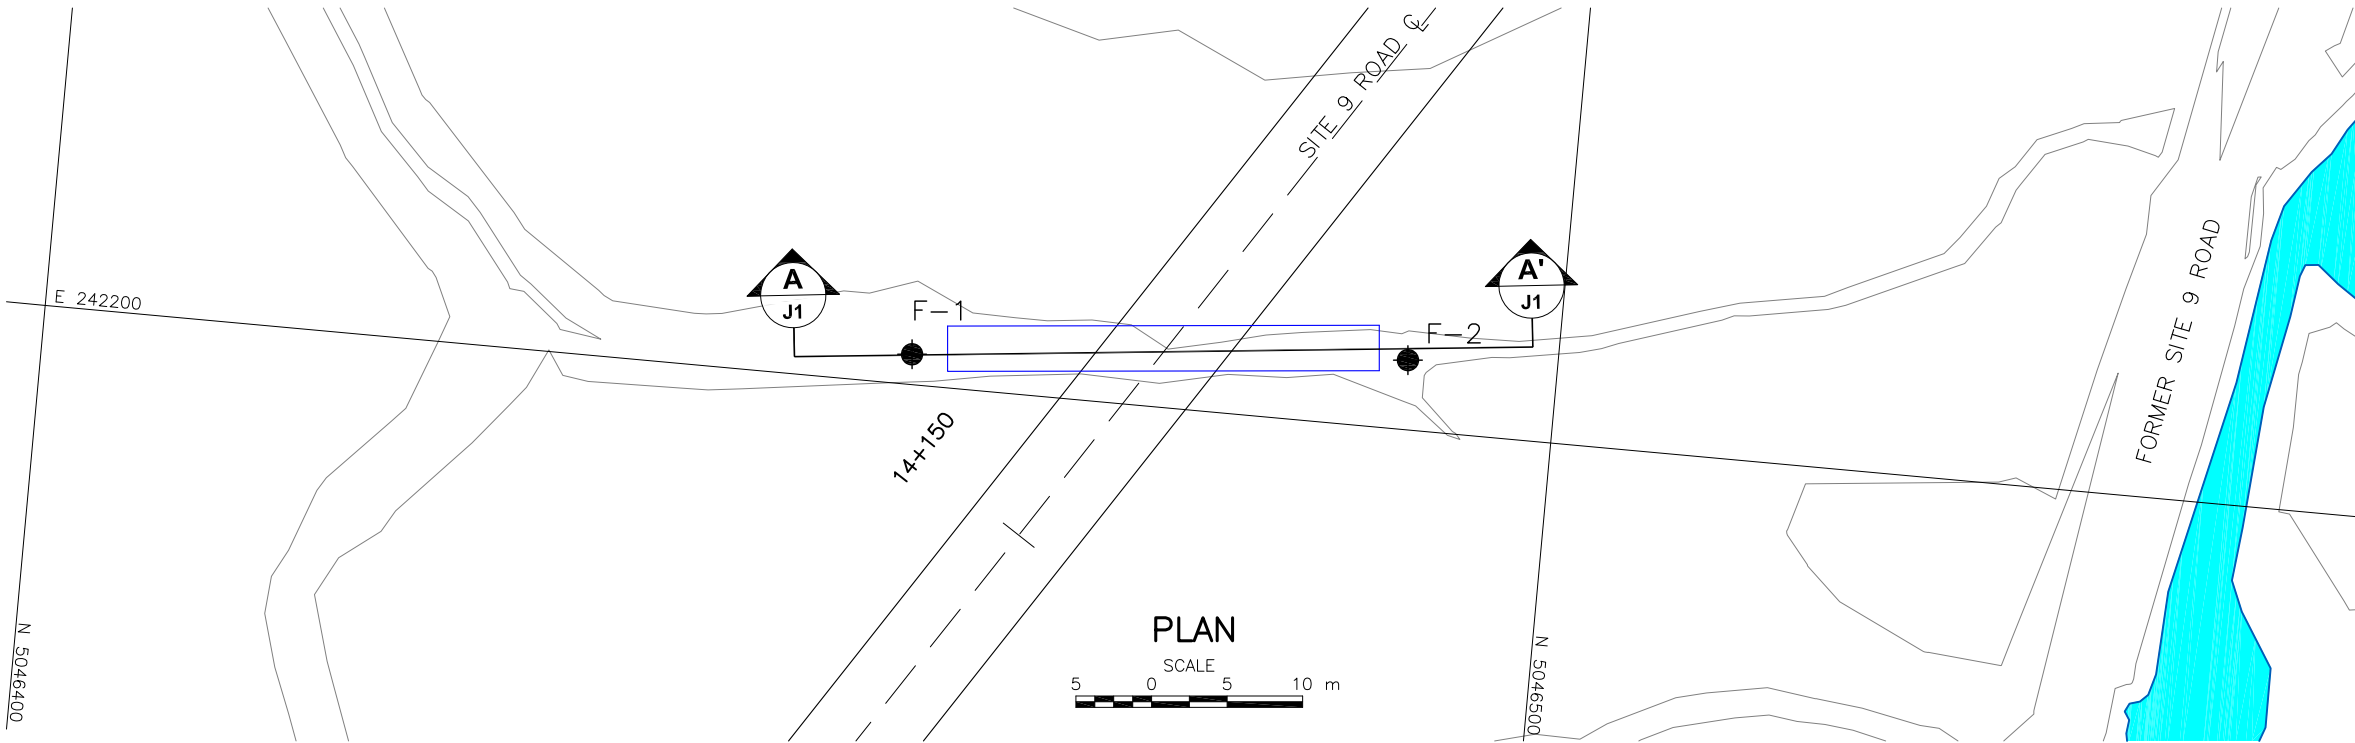 SITE 9 ROAD ℄
A
J1
A'
J1
E 242200
F-1
F-2
FORMER SITE 9 ROAD
14+150
N 5046400
N 5046500
PLAN
SCALE
5 0 5 10 m